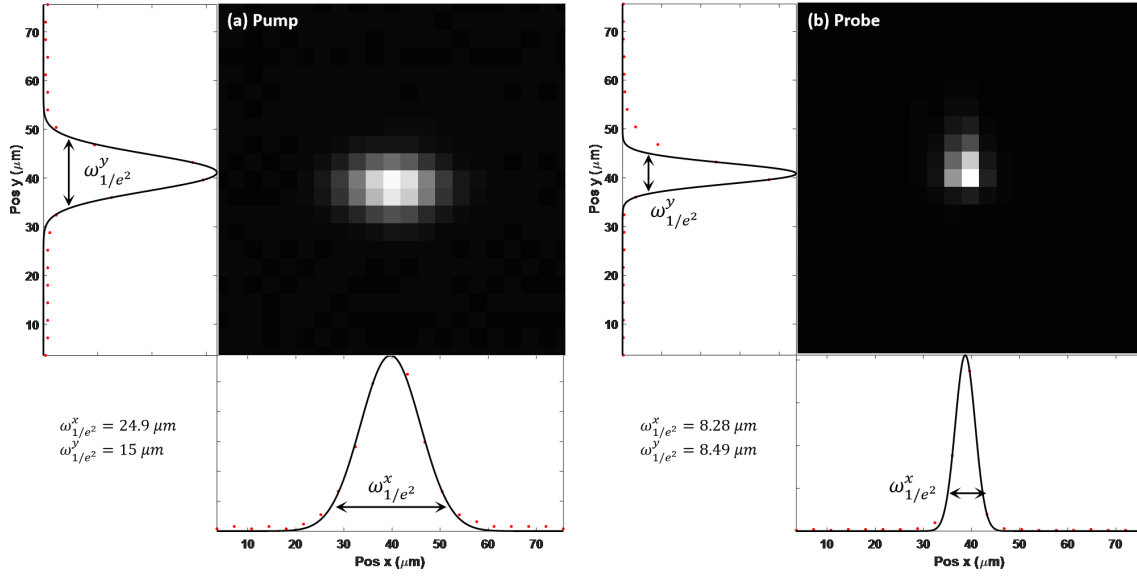 (a) Pump
70
60
50
40
30
20
10
Pos y (μm)
ω^y_{1/e²}
ω^x_{1/e²} = 24.9 μm
ω^y_{1/e²} = 15 μm
ω^x_{1/e²}
10 20 30 40 50 60 70
Pos x (μm)
(b) Probe
70
60
50
40
30
20
10
Pos y (μm)
ω^y_{1/e²}
ω^x_{1/e²} = 8.28 μm
ω^y_{1/e²} = 8.49 μm
ω^x_{1/e²}
10 20 30 40 50 60 70
Pos x (μm)